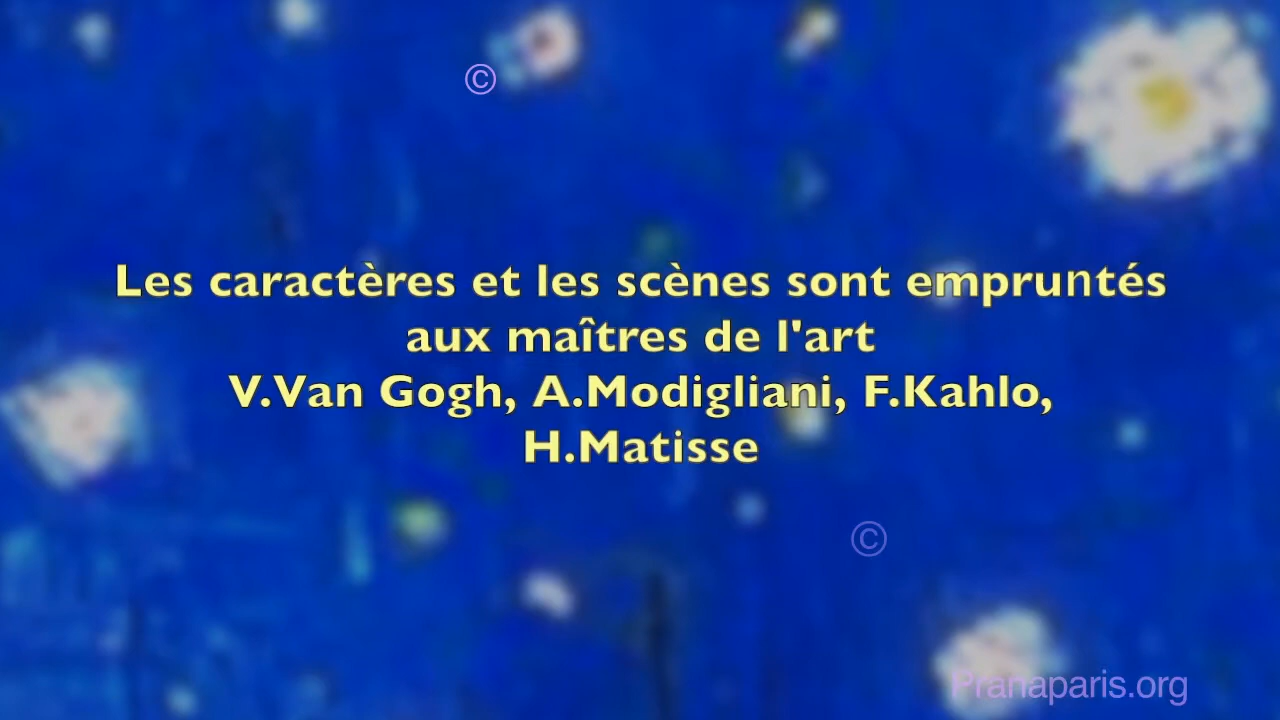 ©
Les caractères et les scènes sont empruntés
aux maîtres de l'art
V.Van Gogh, A.Modigliani, F.Kahlo,
H.Matisse
©
Pranaparis.org